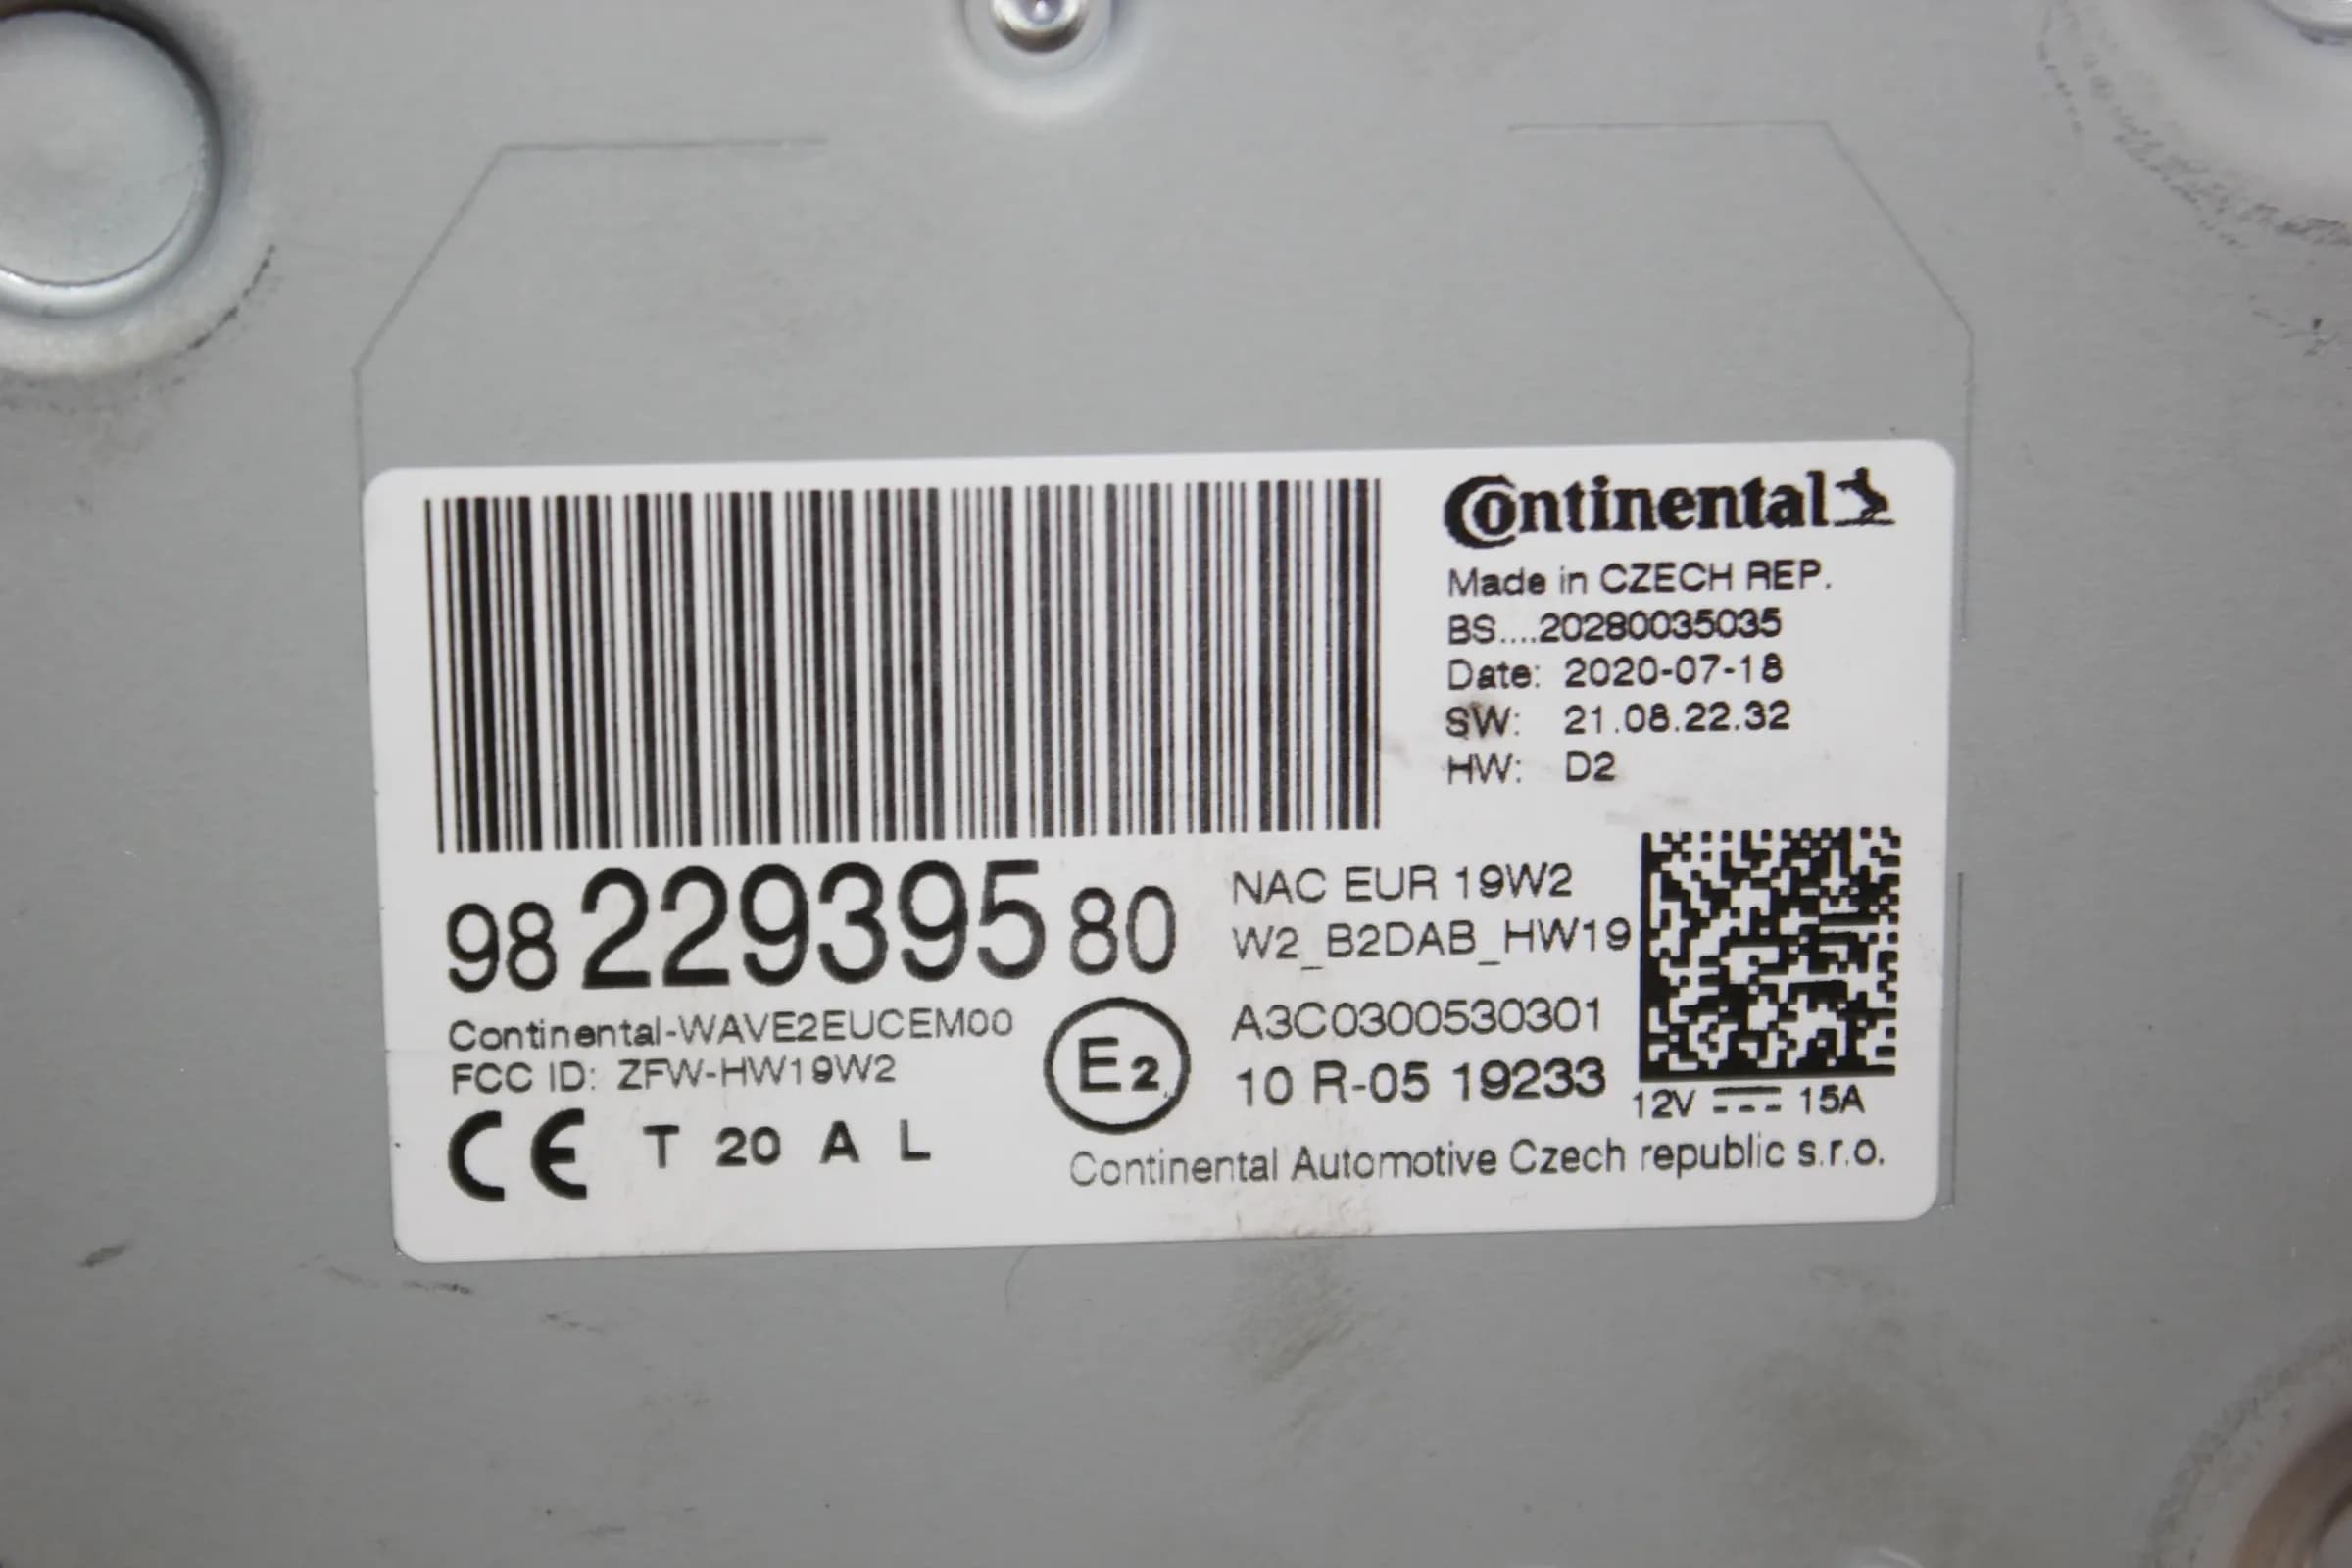 Continental
Made in CZECH REP.
BS....20280035035
Date: 2020-07-18
SW: 21.08.22.32
HW: D2
98 229395 80
NAC EUR 19W2
W2_B2DAB_HW19
Continental-WAVE2EUCEM00
FCC ID: ZFW-HW19W2
CE T 20 A L
E2
A3C0300530301
10 R-05 19233
12V 15A
Continental Automotive Czech republic s.r.o.